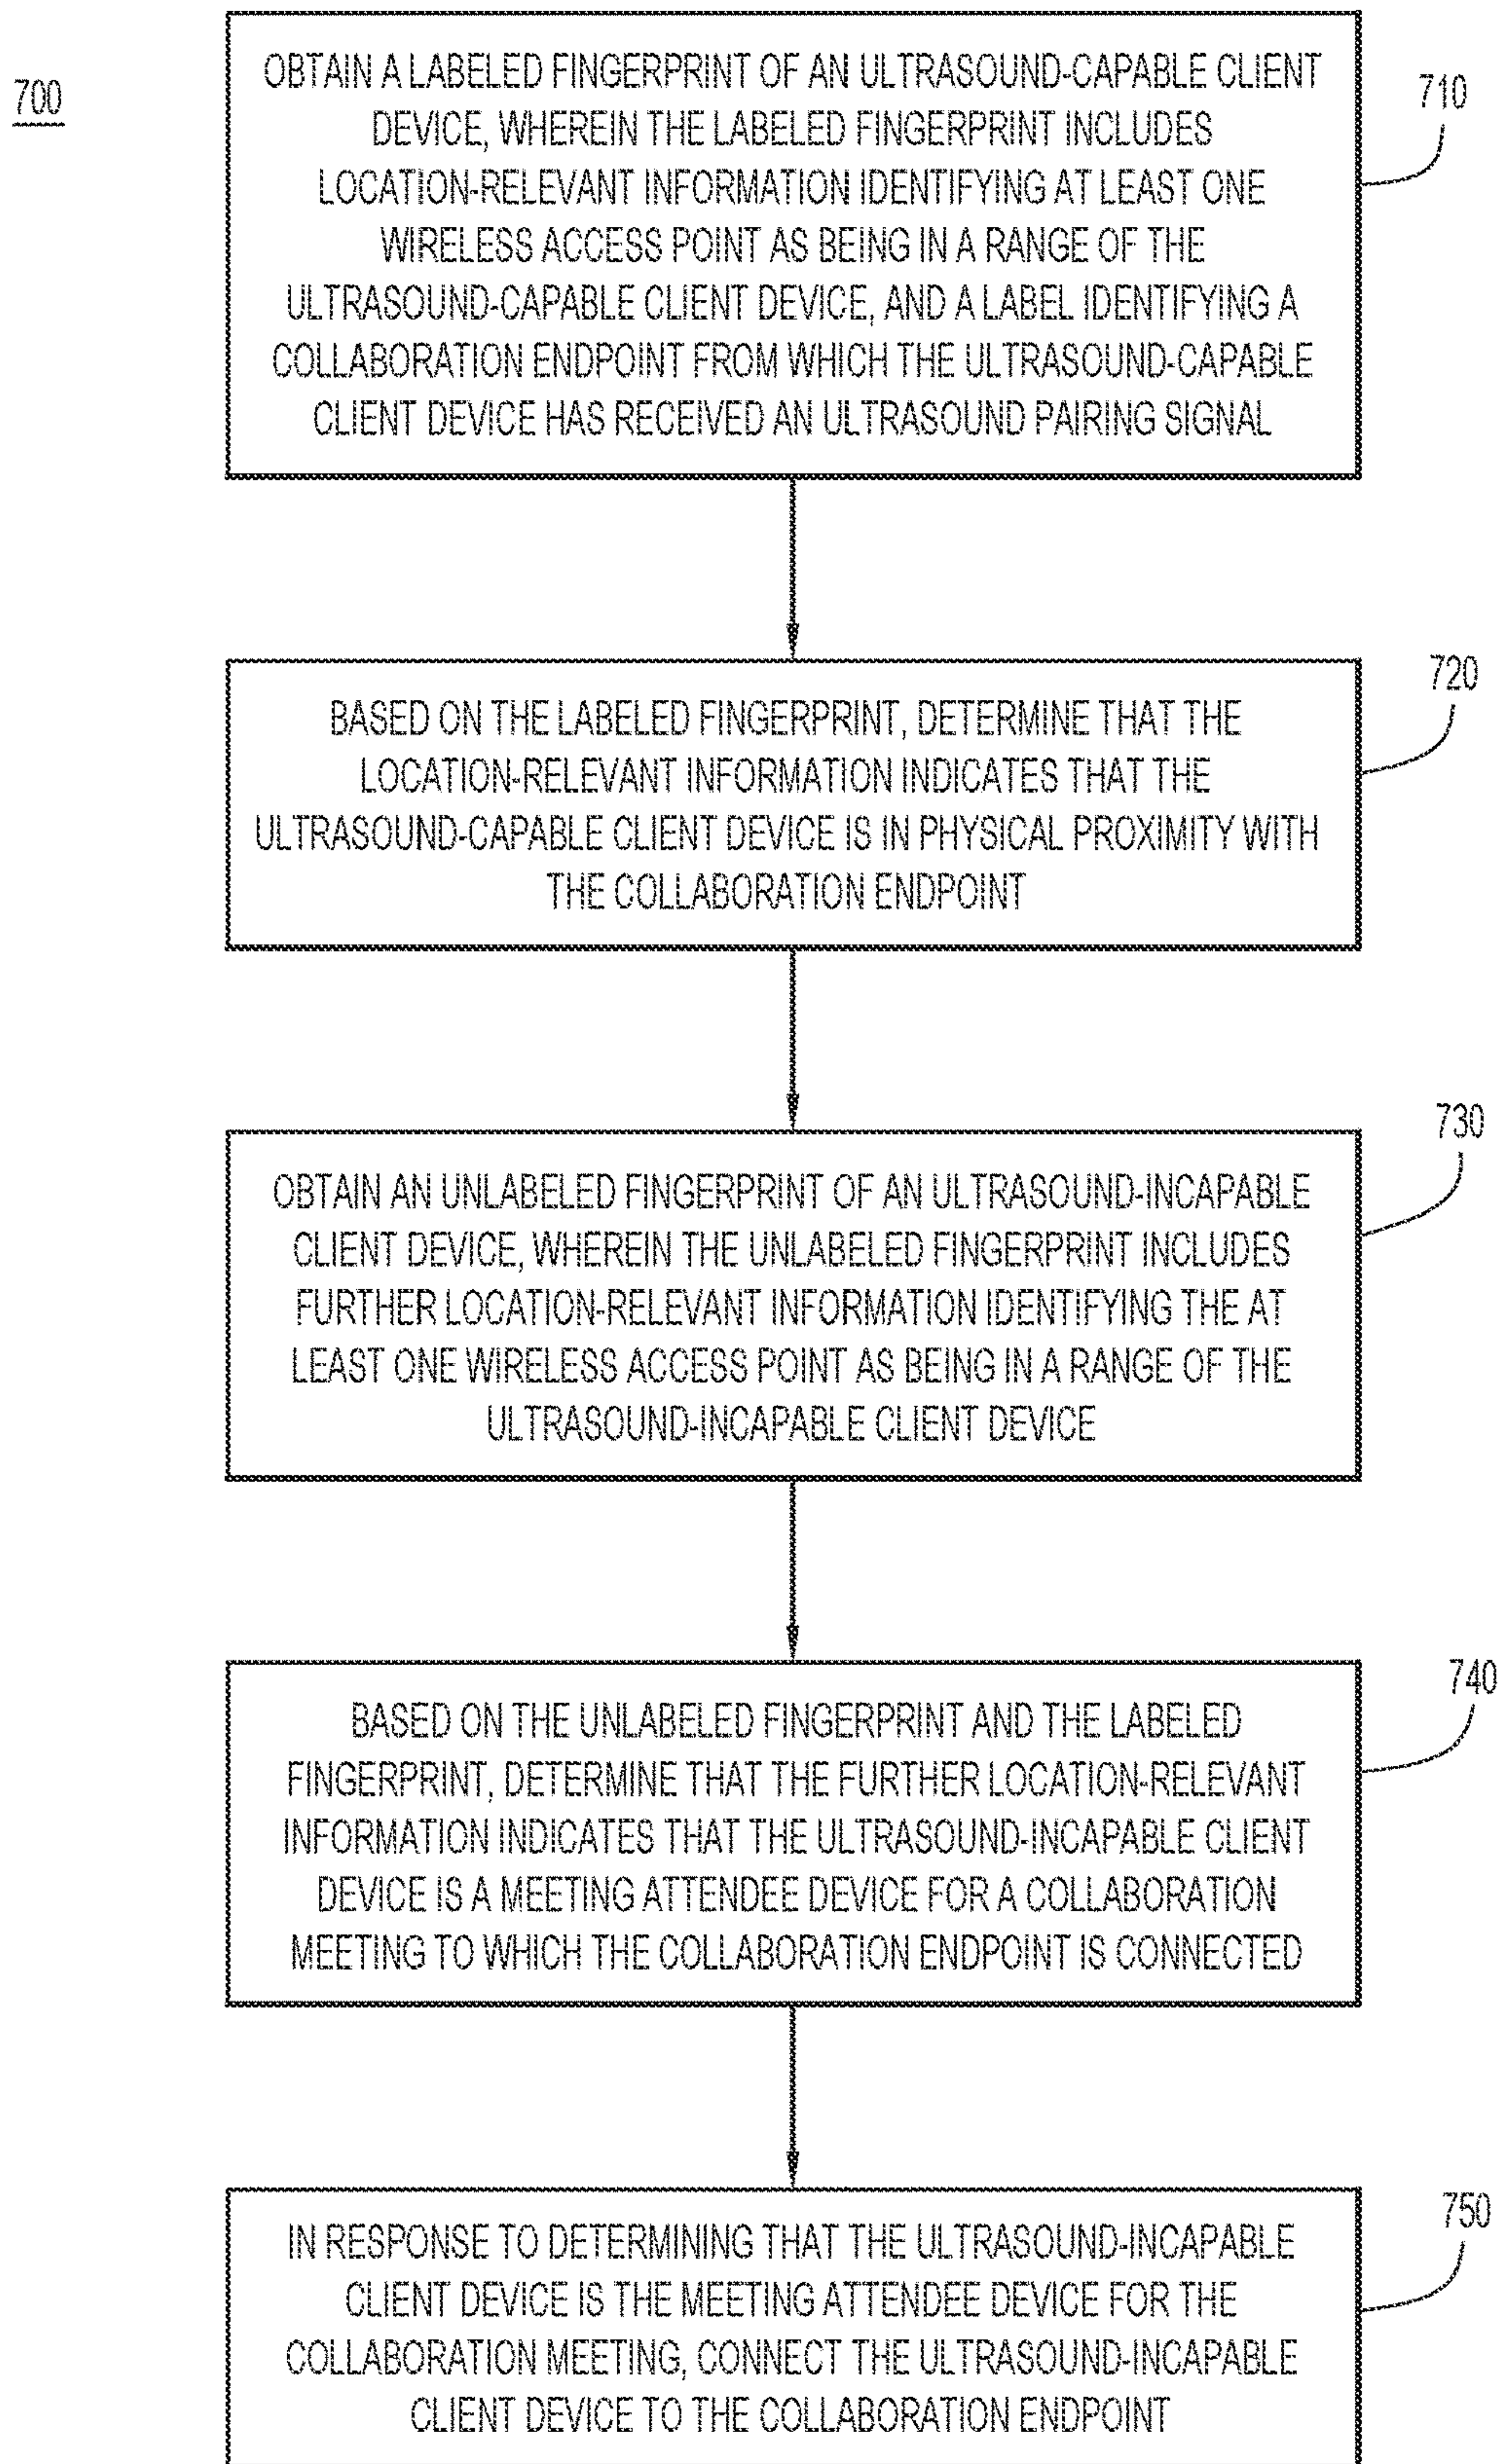 700
OBTAIN A LABELED FINGERPRINT OF AN ULTRASOUND-CAPABLE CLIENT
DEVICE, WHEREIN THE LABELED FINGERPRINT INCLUDES
LOCATION-RELEVANT INFORMATION IDENTIFYING AT LEAST ONE
WIRELESS ACCESS POINT AS BEING IN A RANGE OF THE
ULTRASOUND-CAPABLE CLIENT DEVICE, AND A LABEL IDENTIFYING A
COLLABORATION ENDPOINT FROM WHICH THE ULTRASOUND-CAPABLE
CLIENT DEVICE HAS RECEIVED AN ULTRASOUND PAIRING SIGNAL
710
BASED ON THE LABELED FINGERPRINT, DETERMINE THAT THE
LOCATION-RELEVANT INFORMATION INDICATES THAT THE
ULTRASOUND-CAPABLE CLIENT DEVICE IS IN PHYSICAL PROXIMITY WITH
THE COLLABORATION ENDPOINT
720
OBTAIN AN UNLABELED FINGERPRINT OF AN ULTRASOUND-INCAPABLE
CLIENT DEVICE, WHEREIN THE UNLABELED FINGERPRINT INCLUDES
FURTHER LOCATION-RELEVANT INFORMATION IDENTIFYING THE AT
LEAST ONE WIRELESS ACCESS POINT AS BEING IN A RANGE OF THE
ULTRASOUND-INCAPABLE CLIENT DEVICE
730
BASED ON THE UNLABELED FINGERPRINT AND THE LABELED
FINGERPRINT, DETERMINE THAT THE FURTHER LOCATION-RELEVANT
INFORMATION INDICATES THAT THE ULTRASOUND-INCAPABLE CLIENT
DEVICE IS A MEETING ATTENDEE DEVICE FOR A COLLABORATION
MEETING TO WHICH THE COLLABORATION ENDPOINT IS CONNECTED
740
IN RESPONSE TO DETERMINING THAT THE ULTRASOUND-INCAPABLE
CLIENT DEVICE IS THE MEETING ATTENDEE DEVICE FOR THE
COLLABORATION MEETING, CONNECT THE ULTRASOUND-INCAPABLE
CLIENT DEVICE TO THE COLLABORATION ENDPOINT
750